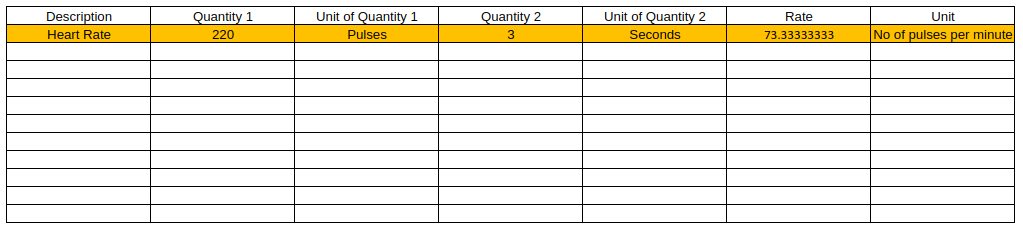 Description Quantity 1 Unit of Quantity 1 Quantity 2 Unit of Quantity 2 Rate Unit
Heart Rate 220 Pulses 3 Seconds 73.33333333 No of pulses per minute